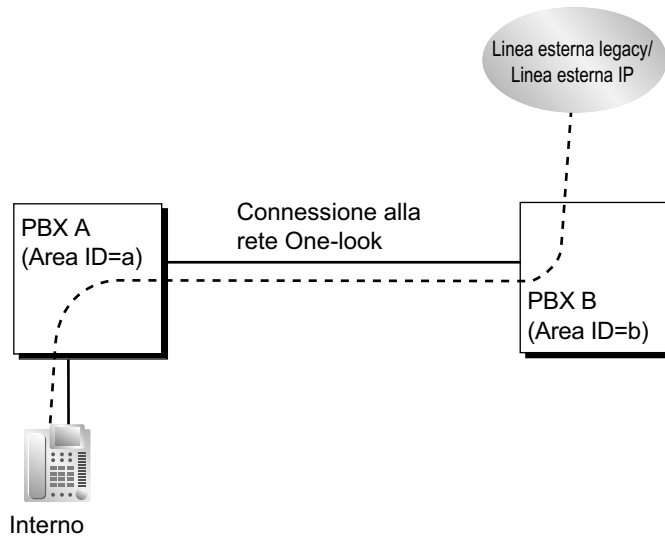 Linea esterna legacy/
Linea esterna IP
PBX A
(Area ID=a)
Connessione alla
rete One-look
PBX B
(Area ID=b)
Interno